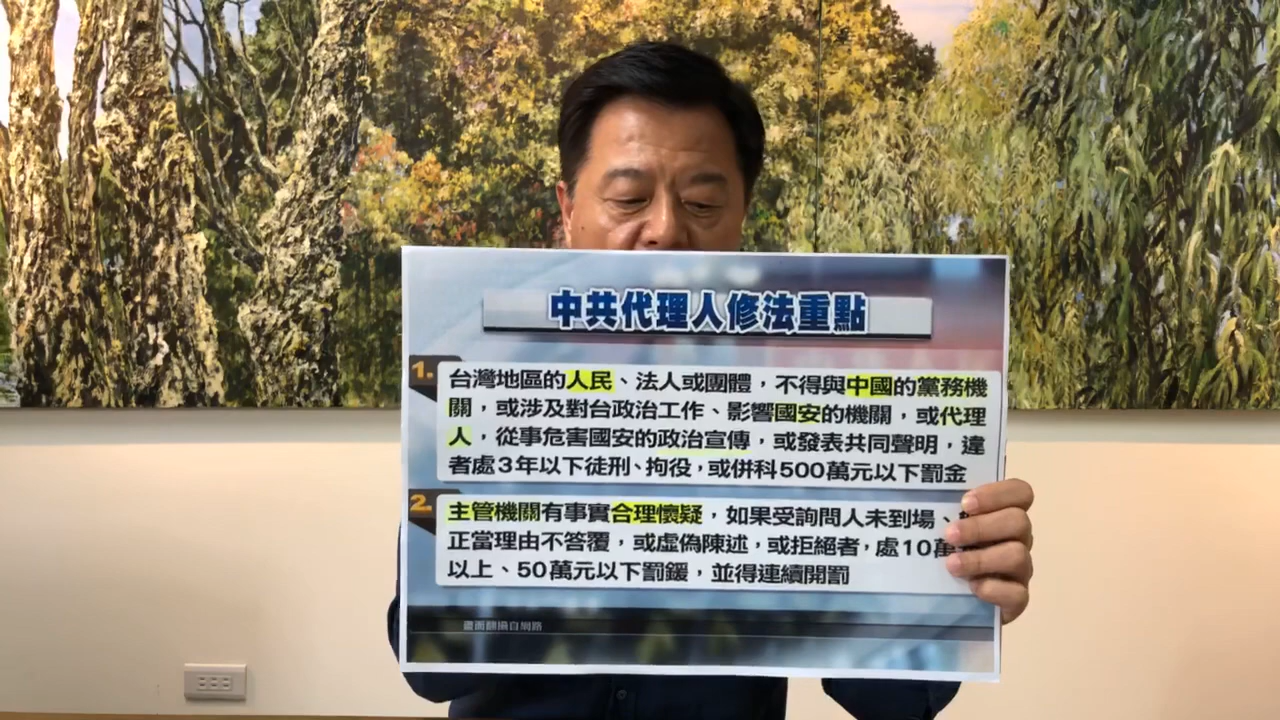 中共代理人修法重點
1.
台灣地區的人民、法人或團體，不得與中國的黨務機
關，或涉及對台政治工作、影響國安的機關，或代理
人，從事危害國安的政治宣傳，或發表共同聲明，違
者處3年以下徒刑、拘役，或併科500萬元以下罰金
2.
主管機關有事實合理懷疑，如果受詢問人未到場、
正當理由不答覆，或虛偽陳述，或拒絕者，處10萬
以上、50萬元以下罰鍰，並得連續開罰
畫面翻攝自網路